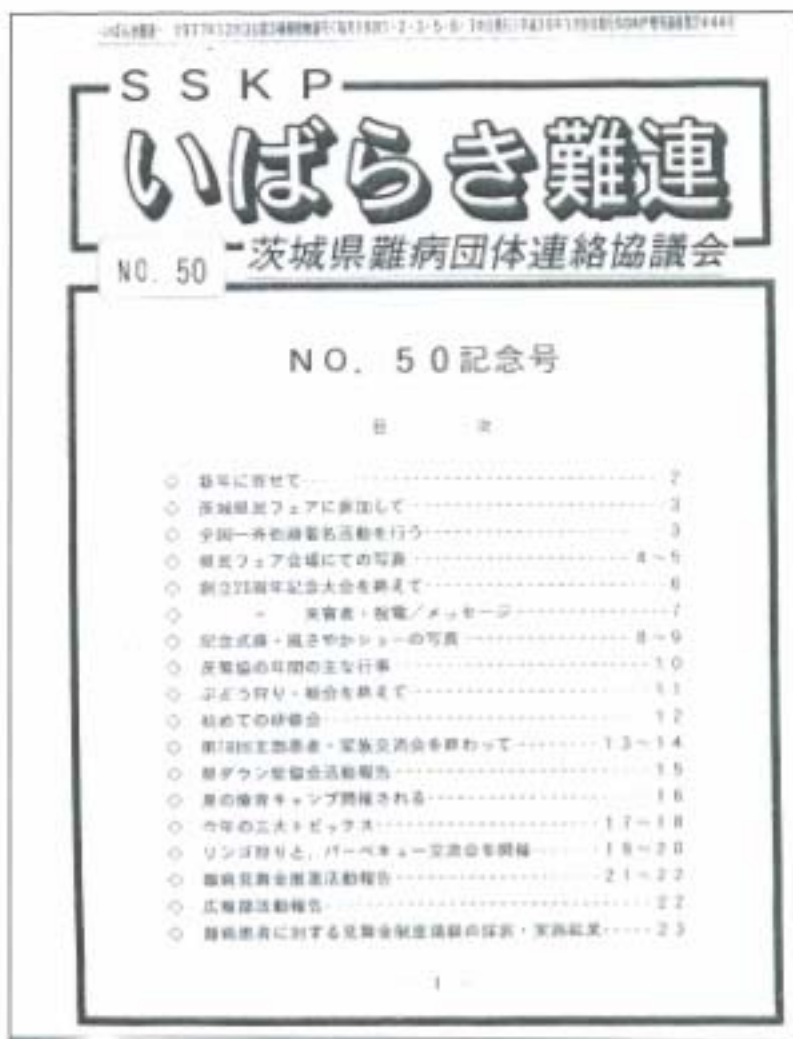 SSKP
いばらき難連
NO. 50
茨城県難病団体連絡協議会
NO. 50記念号
目 次
◇ 新年に寄せて 2
◇ 茨城県民フェアに参加して 3
◇ 全国一斉街頭署名活動を行う 3
◇ 県民フェア会場にての写真 4~5
◇ 創立25周年記念大会を終えて 6
◇ 〃 来賓者・祝電/メッセージ 7
◇ 記念式典・風さやかショーの写真 8~9
◇ 茨腎協の年間の主な行事 10
◇ ぶどう狩り・総会を終えて 11
◇ 初めての研修会 12
◇ 患者・家族交流会を終わって 13~14
◇ 県ダウン症協会活動報告 15
◇ 夏の療育キャンプ開催される 16
◇ 今年の三大トピックス 17~18
◇ リンゴ狩りと、バーベキュー交流会を開催 19~20
◇ 難病見舞金推進活動報告 21~22
◇ 広報部活動報告 22
◇ 難病患者に対する見舞金制度請願の採択・実施結果 23
1